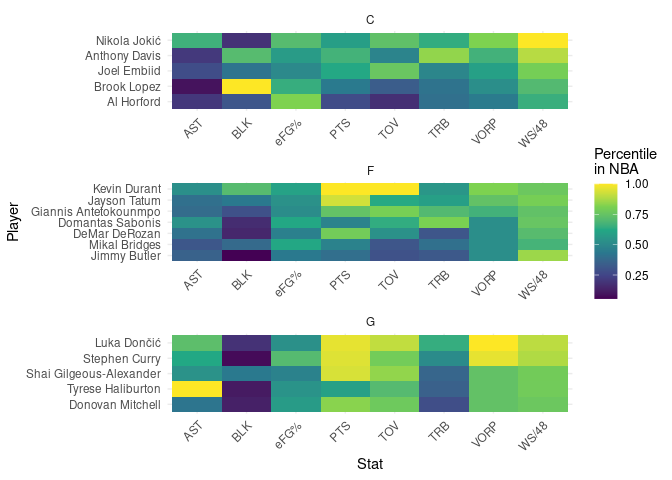 C
Nikola Jokić
Anthony Davis
Joel Embiid
Brook Lopez
Al Horford
AST BLK eFG% PTS TOV TRB VORP WS/48
F
Kevin Durant
Jayson Tatum
Giannis Antetokounmpo
Domantas Sabonis
DeMar DeRozan
Mikal Bridges
Jimmy Butler
AST BLK eFG% PTS TOV TRB VORP WS/48
G
Luka Dončić
Stephen Curry
Shai Gilgeous-Alexander
Tyrese Haliburton
Donovan Mitchell
AST BLK eFG% PTS TOV TRB VORP WS/48
Stat
Player
Percentile
in NBA
1.00
0.75
0.50
0.25